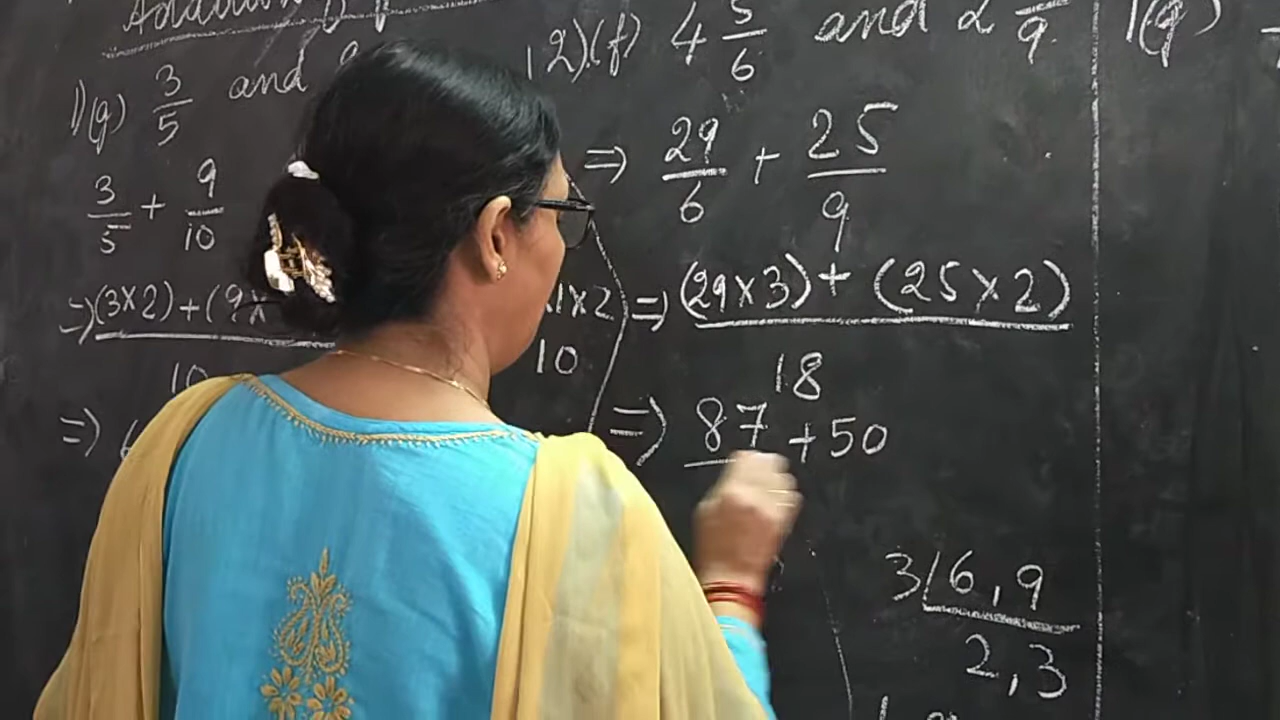 Addition of
1)(g) 3/5 and
3/5 + 9/10
⇒ (3×2) + (9×
10
⇒
1×2
10
2)(f) 4 5/6 and 2 /9
⇒ 29/6 + 25/9
⇒ (29×3) + (25×2)
18
⇒ 87 + 50
3 | 6, 9
2, 3
1(g)